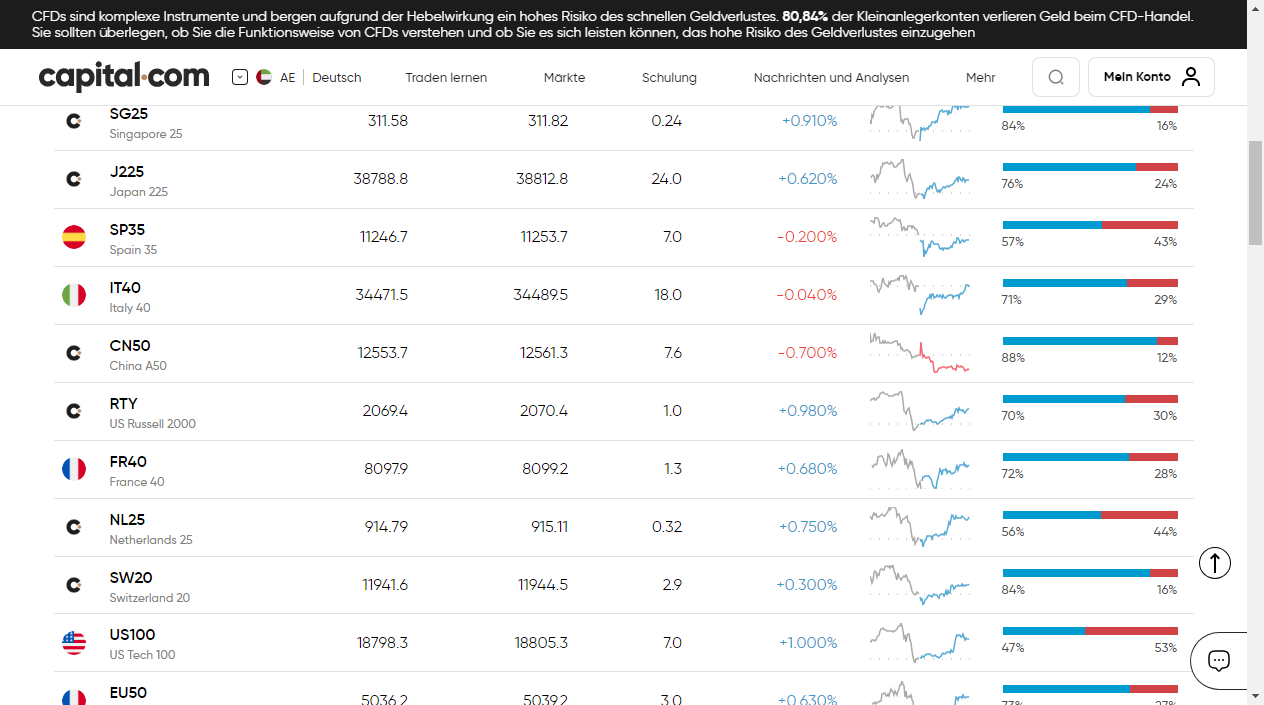 CFDs sind komplexe Instrumente und bergen aufgrund der Hebelwirkung ein hohes Risiko des schnellen Geldverlustes. 80,84% der Kleinanlegerkonten verlieren Geld beim CFD-Handel.
Sie sollten überlegen, ob Sie die Funktionsweise von CFDs verstehen und ob Sie es sich leisten können, das hohe Risiko des Geldverlustes einzugehen
capital.com AE Deutsch Traden lernen Märkte Schulung Nachrichten und Analysen Mehr Mein Konto
SG25 311.58 311.82 0.24 +0.910%
Singapore 25 84% 16%
J225 38788.8 38812.8 24.0 +0.620%
Japan 225 76% 24%
SP35 11246.7 11253.7 7.0 -0.200%
Spain 35 57% 43%
IT40 34471.5 34489.5 18.0 -0.040%
Italy 40 71% 29%
CN50 12553.7 12561.3 7.6 -0.700%
China A50 88% 12%
RTY 2069.4 2070.4 1.0 +0.980%
US Russell 2000 70% 30%
FR40 8097.9 8099.2 1.3 +0.680%
France 40 72% 28%
NL25 914.79 915.11 0.32 +0.750%
Netherlands 25 56% 44%
SW20 11941.6 11944.5 2.9 +0.300%
Switzerland 20 84% 16%
US100 18798.3 18805.3 7.0 +1.000%
US Tech 100 47% 53%
EU50 5036.2 5039.2 3.0 +0.630%